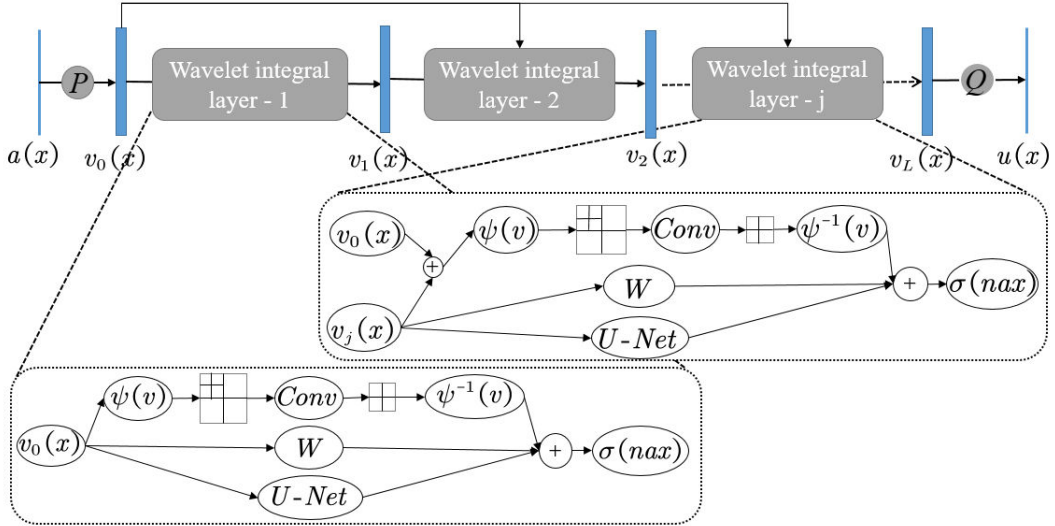 P
Wavelet integral
layer - 1
Wavelet integral
layer - 2
Wavelet integral
layer - j
Q
a(x)
v₀(x)
v₁(x)
v₂(x)
v_L(x)
u(x)
v₀(x)
ψ(v)
Conv
ψ⁻¹(v)
+
W
+
σ(nax)
v_j(x)
U-Net
ψ(v)
Conv
ψ⁻¹(v)
v₀(x)
W
+
σ(nax)
U-Net